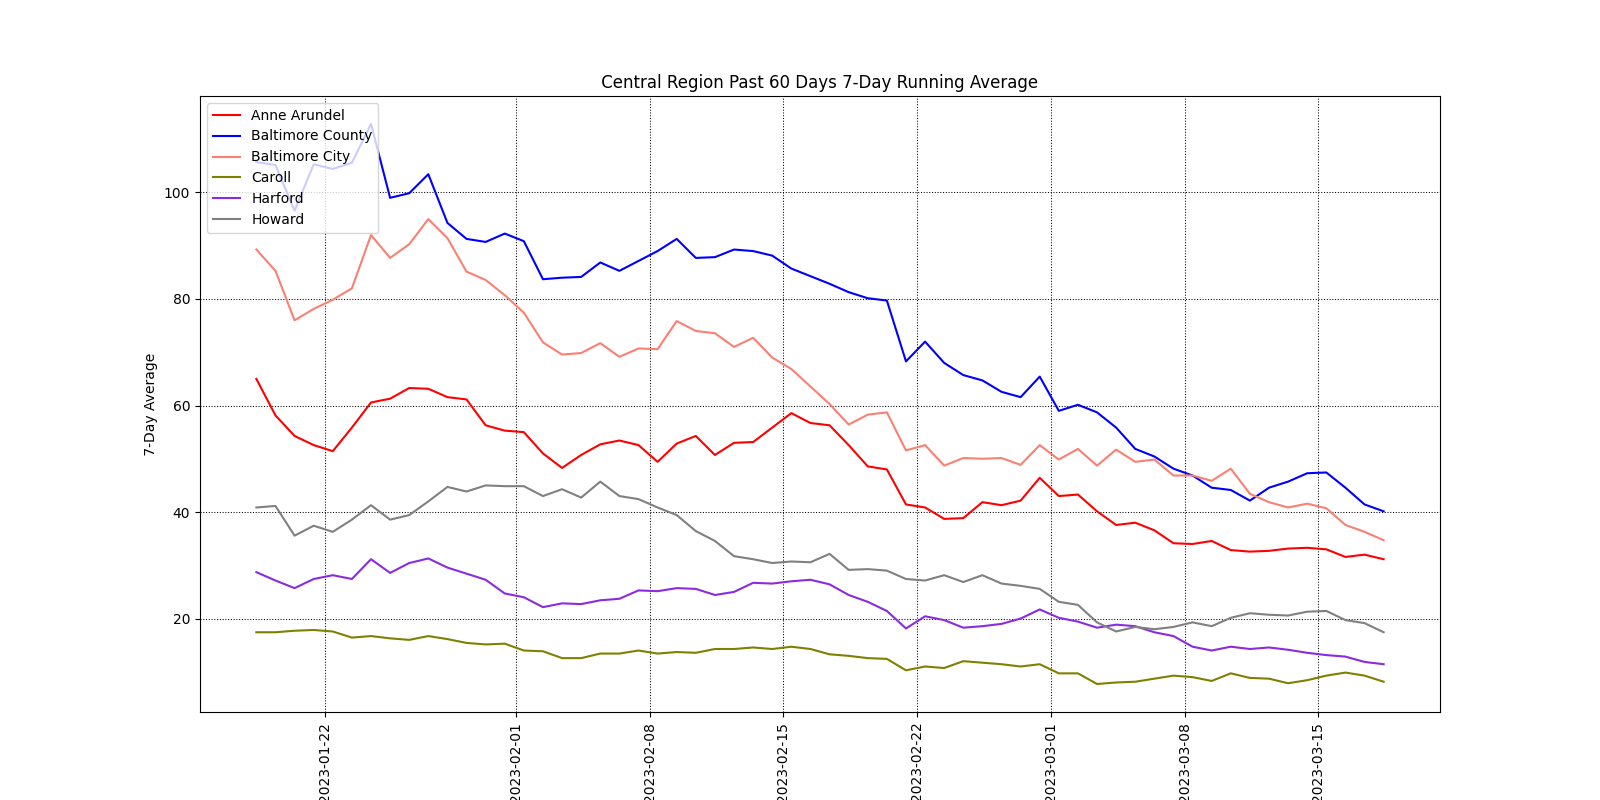 Central Region Past 60 Days 7-Day Running Average
Anne Arundel
Baltimore County
Baltimore City
Caroll
Harford
Howard
100
80
60
40
20
7-Day Average
2023-01-22
2023-02-01
2023-02-08
2023-02-15
2023-02-22
2023-03-01
2023-03-08
2023-03-15